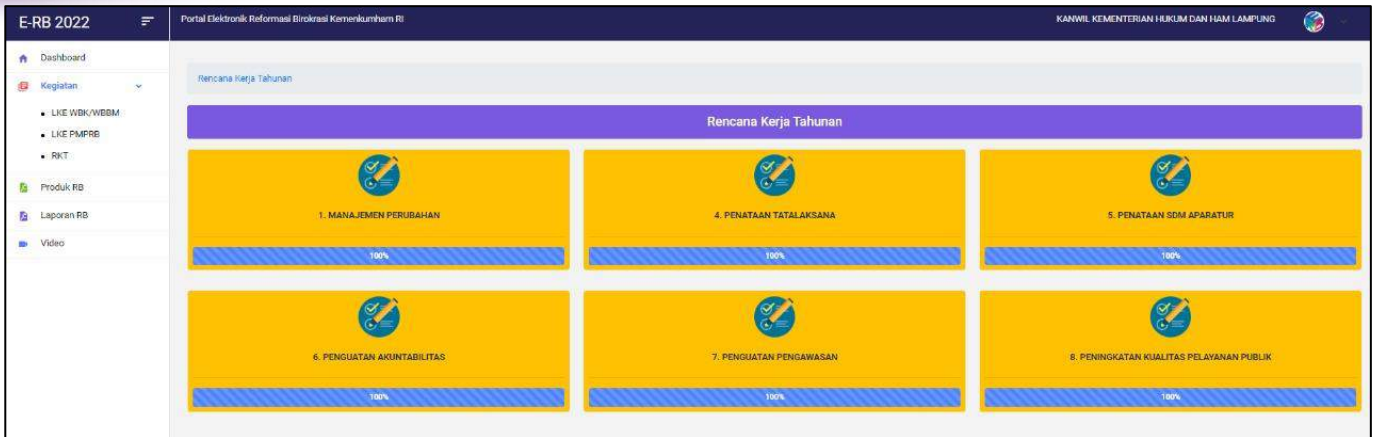 E-RB 2022
Portal Elektronik Reformasi Birokrasi Kemenkumham RI
KANWIL KEMENTERIAN HUKUM DAN HAM LAMPUNG
Dashboard
Kegiatan
LKE WBK/WBBM
LKE PMPRB
RKT
Produk RB
Laporan RB
Video
Rencana Kerja Tahunan
Rencana Kerja Tahunan
1. MANAJEMEN PERUBAHAN
100%
4. PENATAAN TATALAKSANA
100%
5. PENATAAN SDM APARATUR
100%
6. PENGUATAN AKUNTABILITAS
100%
7. PENGUATAN PENGAWASAN
100%
8. PENINGKATAN KUALITAS PELAYANAN PUBLIK
100%